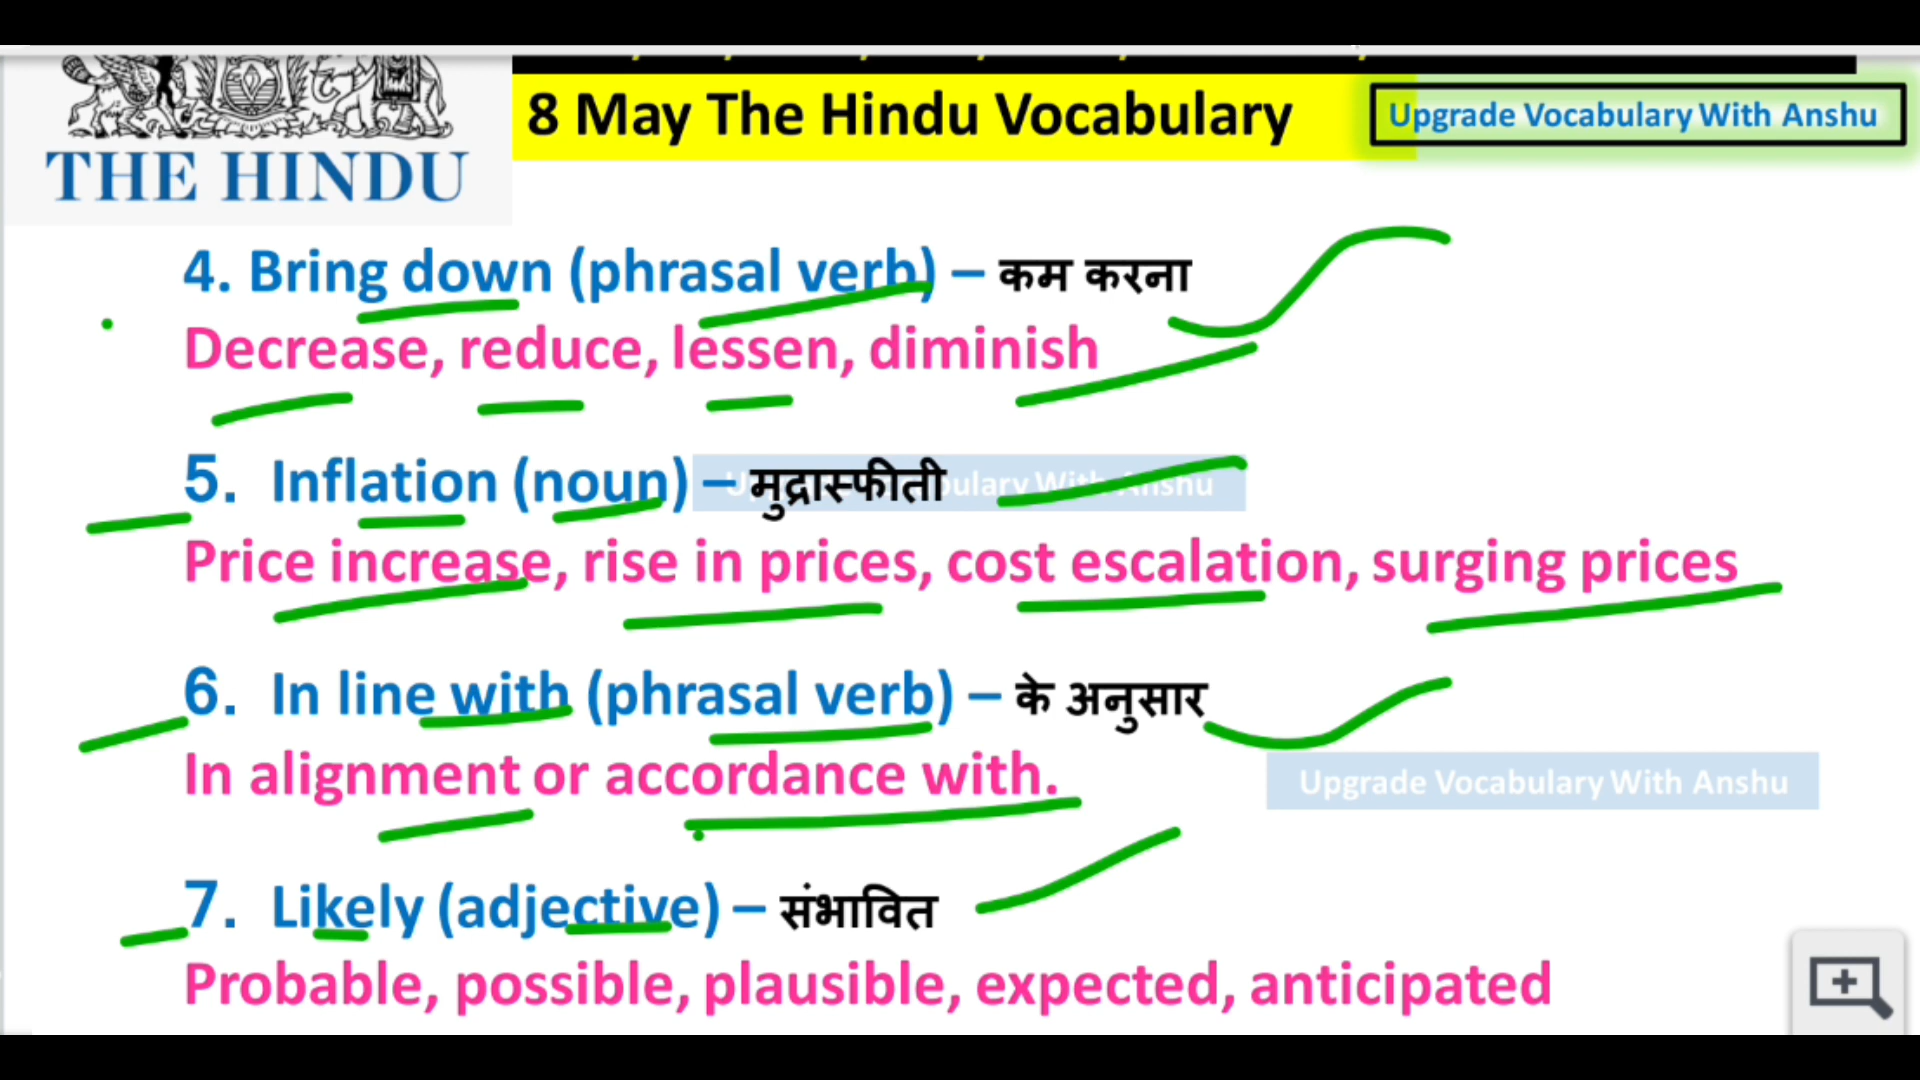 THE HINDU
8 May The Hindu Vocabulary
Upgrade Vocabulary With Anshu
4. Bring down (phrasal verb) – कम करना
Decrease, reduce, lessen, diminish
5. Inflation (noun) – मुद्रास्फीती
Price increase, rise in prices, cost escalation, surging prices
6. In line with (phrasal verb) – के अनुसार
In alignment or accordance with.
Upgrade Vocabulary With Anshu
7. Likely (adjective) – संभावित
Probable, possible, plausible, expected, anticipated